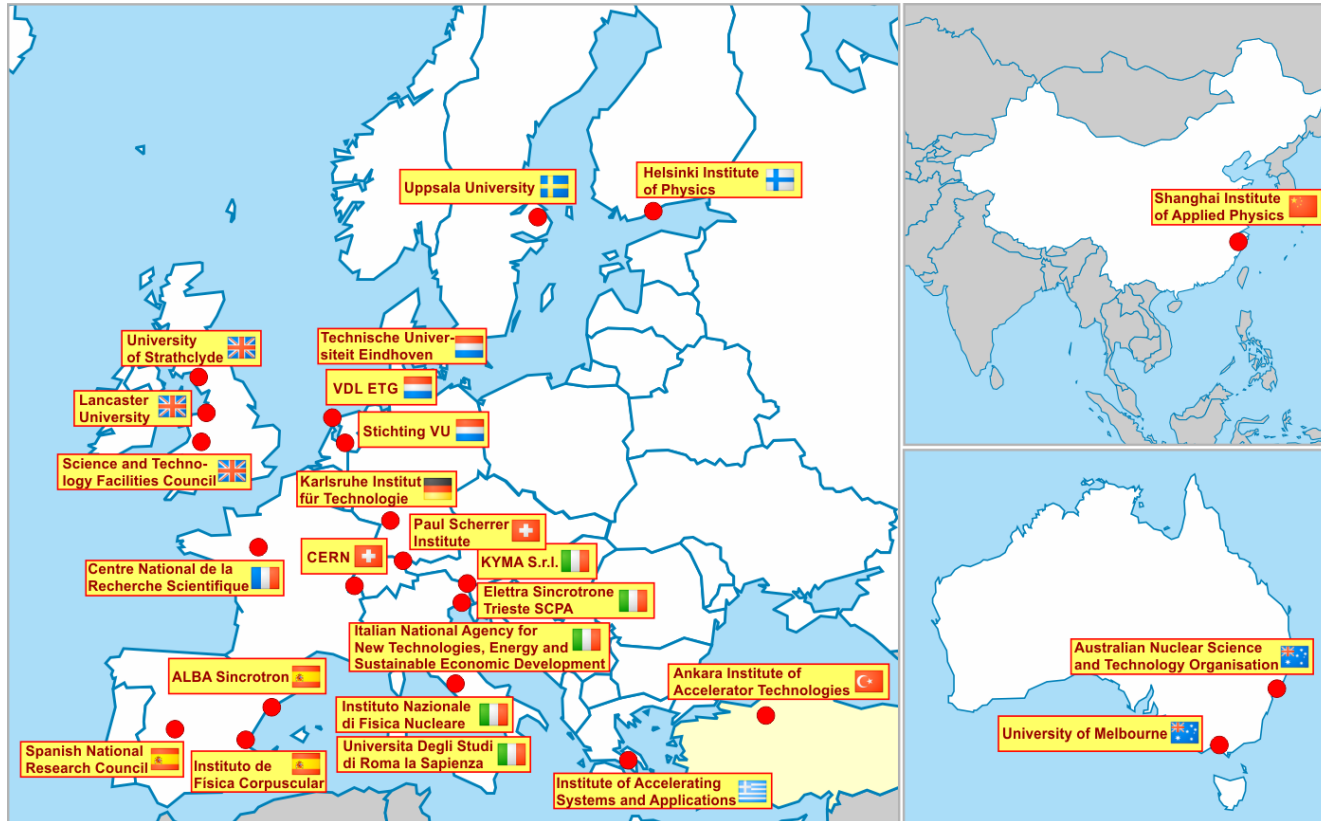 Uppsala University
Helsinki Institute
of Physics
University
of Strathclyde
Technische Univer-
siteit Eindhoven
VDL ETG
Lancaster
University
Stichting VU
Science and Techno-
logy Facilities Council
Karlsruhe Institut
für Technologie
Paul Scherrer
Institute
CERN
KYMA S.r.l.
Centre National de la
Recherche Scientifique
Elettra Sincrotrone
Trieste SCPA
Italian National Agency for
New Technologies, Energy and
Sustainable Economic Development
ALBA Sincrotron
Ankara Institute of
Accelerator Technologies
Instituto Nazionale
di Fisica Nucleare
Spanish National
Research Council
Instituto de
Física Corpuscular
Universita Degli Studi
di Roma la Sapienza
Institute of Accelerating
Systems and Applications
Shanghai Institute
of Applied Physics
Australian Nuclear Science
and Technology Organisation
University of Melbourne